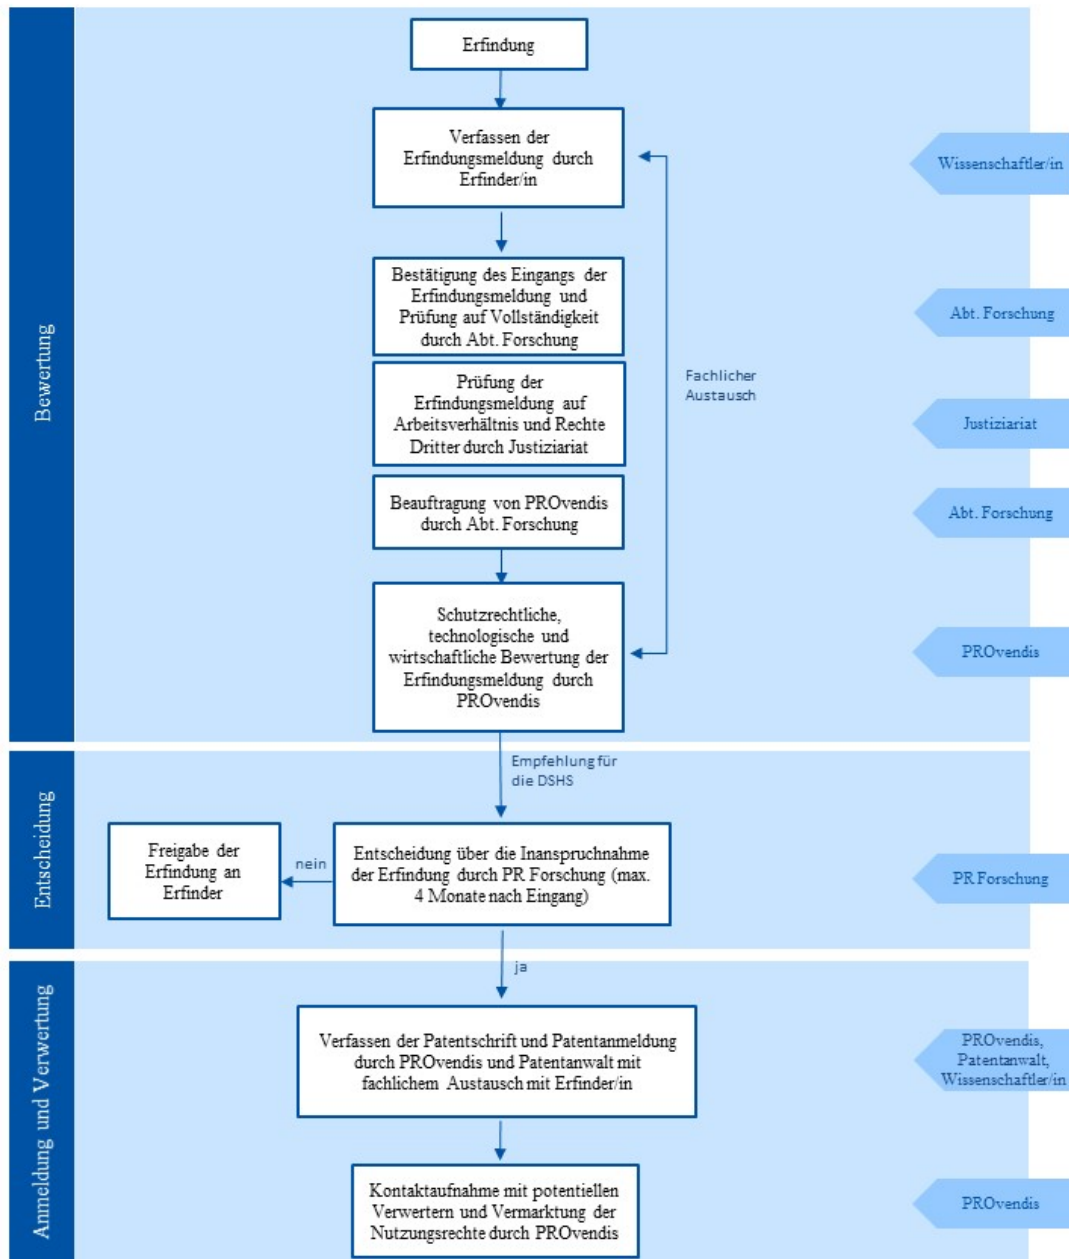 Bewertung
Erfindung
Verfassen der
Erfindungsmeldung durch
Erfinder/in
Wissenschaftler/in
Bestätigung des Eingangs der
Erfindungsmeldung und
Prüfung auf Vollständigkeit
durch Abt. Forschung
Abt. Forschung
Fachlicher
Austausch
Prüfung der
Erfindungsmeldung auf
Arbeitsverhältnis und Rechte
Dritter durch Justiziariat
Justiziariat
Beauftragung von PROvendis
durch Abt. Forschung
Abt. Forschung
Schutzrechtliche,
technologische und
wirtschaftliche Bewertung der
Erfindungsmeldung durch
PROvendis
PROvendis
Entscheidung
Empfehlung für
die DSHS
Freigabe der
Erfindung an
Erfinder
nein
Entscheidung über die Inanspruchnahme
der Erfindung durch PR Forschung (max.
4 Monate nach Eingang)
PR Forschung
Anmeldung und Verwertung
ja
Verfassen der Patentschrift und Patentanmeldung
durch PROvendis und Patentanwalt mit
fachlichem Austausch mit Erfinder/in
PROvendis,
Patentanwalt,
Wissenschaftler/in
Kontaktaufnahme mit potentiellen
Verwertern und Vermarktung der
Nutzungsrechte durch PROvendis
PROvendis